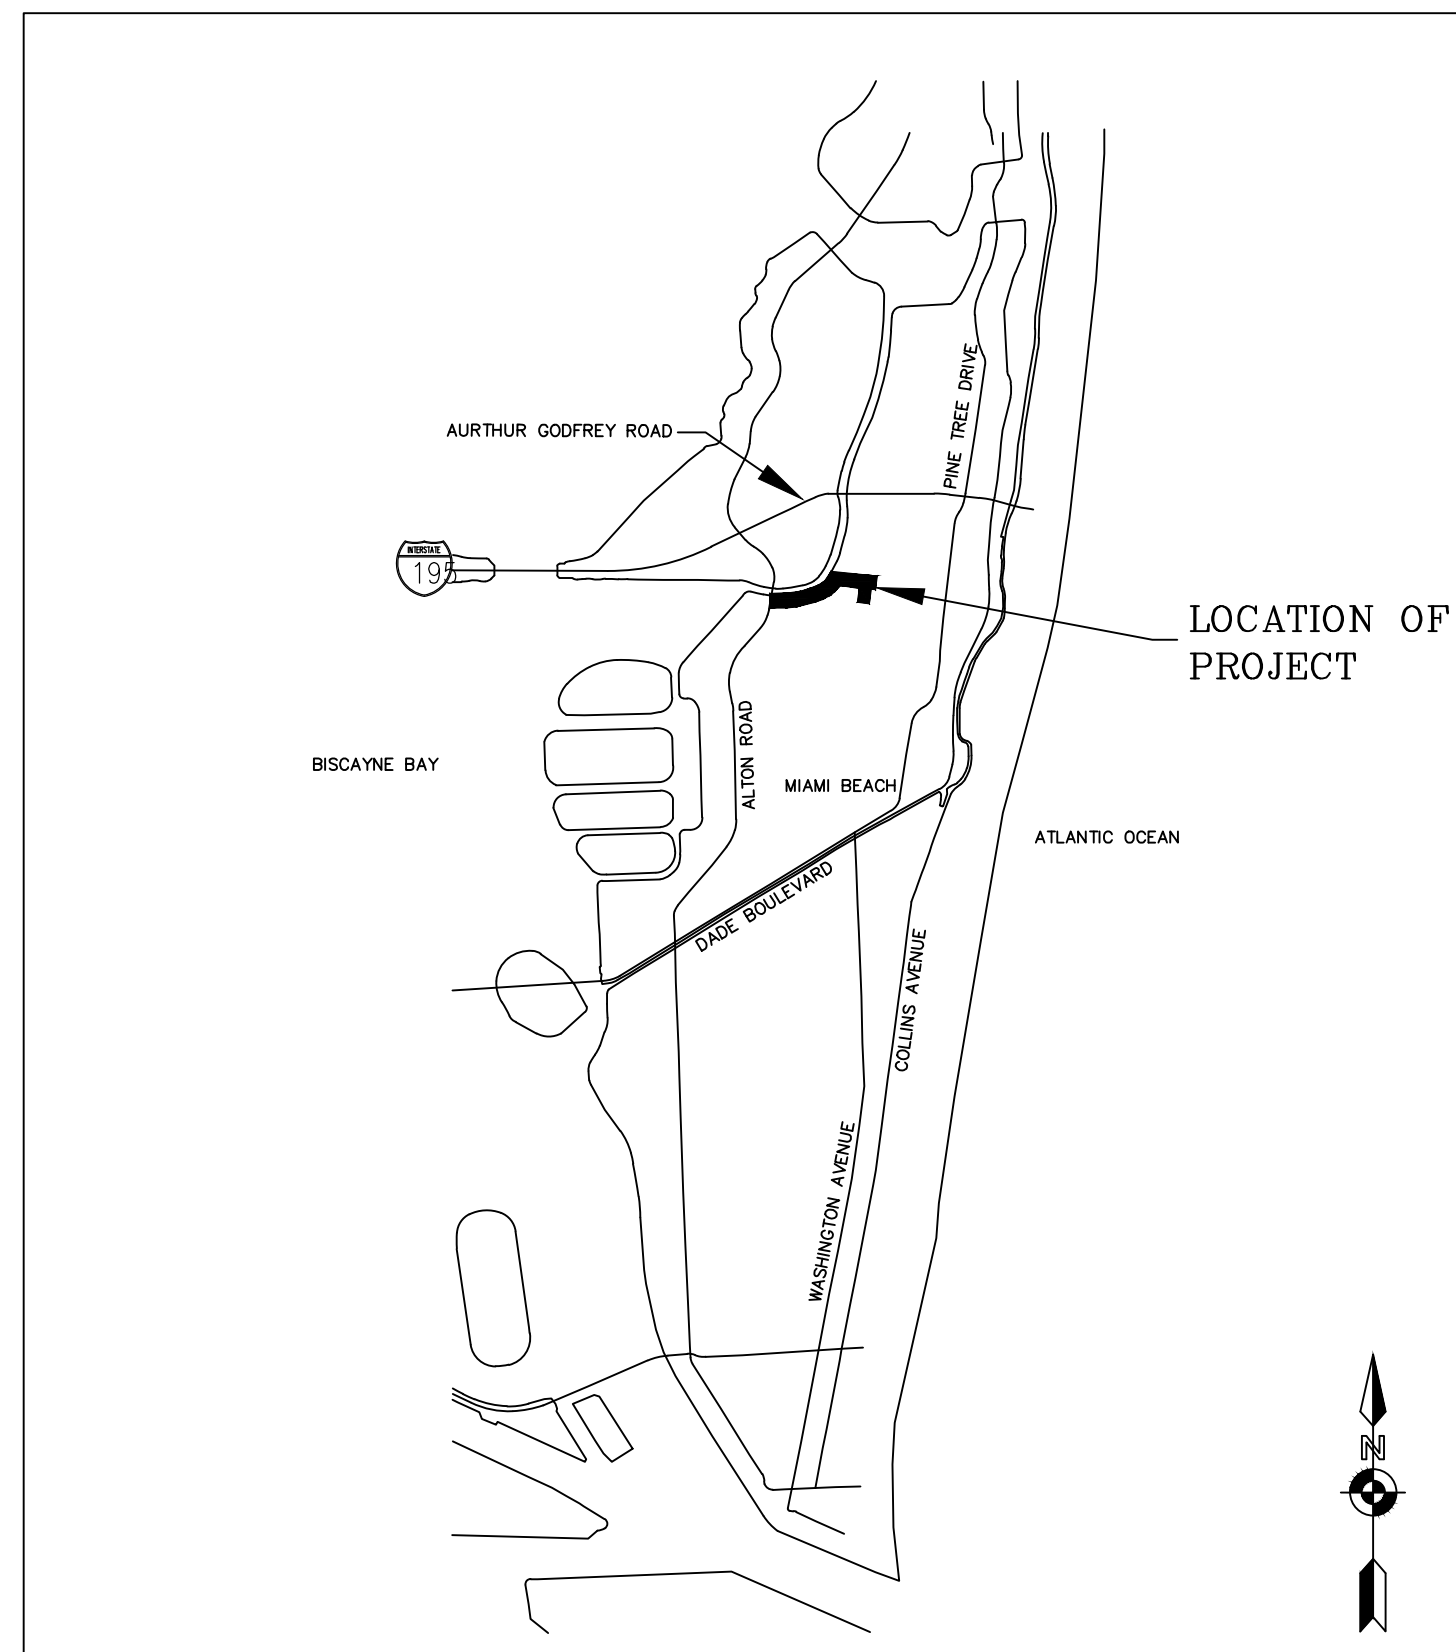 PINE TREE DRIVE
AURTHUR GODFREY ROAD
INTERSTATE
195
LOCATION OF
PROJECT
ALTON ROAD
BISCAYNE BAY
MIAMI BEACH
ATLANTIC OCEAN
DADE BOULEVARD
COLLINS AVENUE
WASHINGTON AVENUE
N